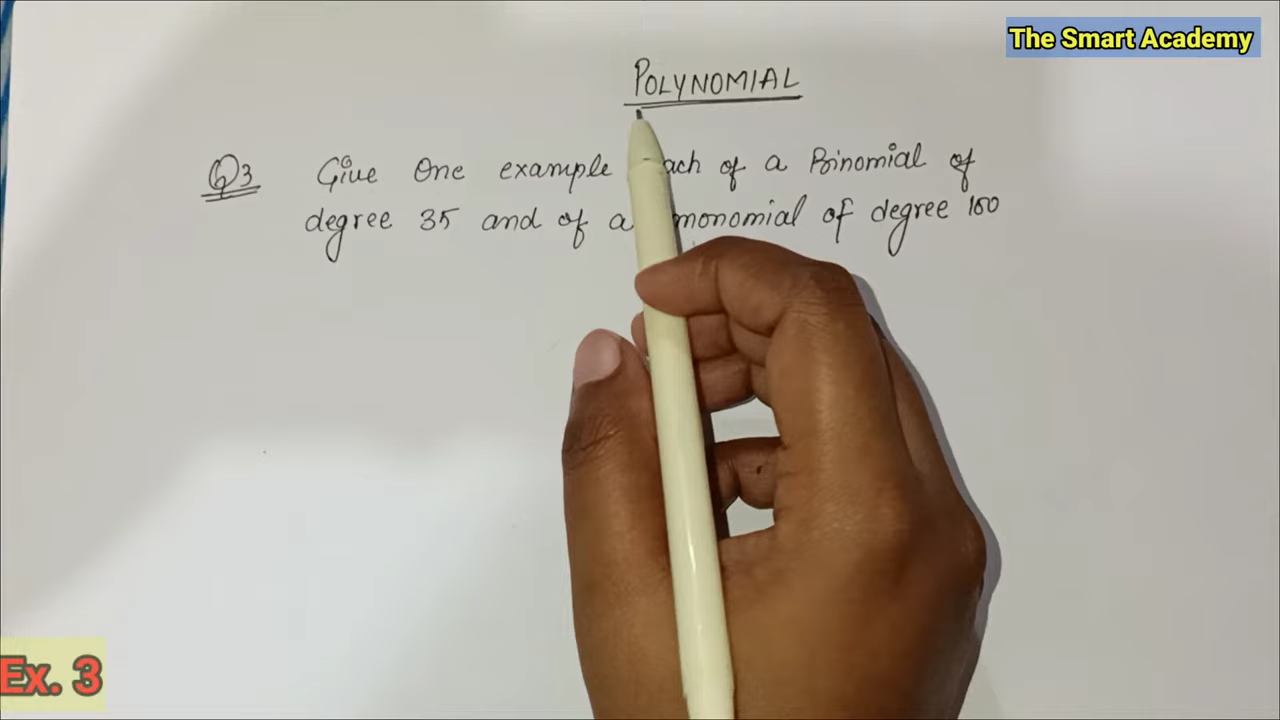 The Smart Academy
POLYNOMIAL
Q3 Give One example each of a Binomial of
degree 35 and of a monomial of degree 100
Ex. 3